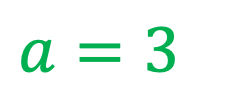 a = 3